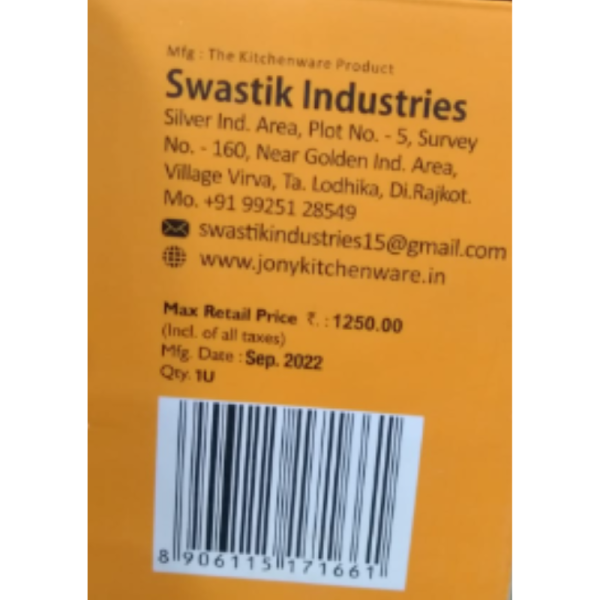 Mfg : The Kitchenware Product
Swastik Industries
Silver Ind. Area, Plot No. - 5, Survey
No. - 160, Near Golden Ind. Area,
Village Virva, Ta. Lodhika, Di.Rajkot.
Mo. +91 99251 28549
swastikindustries15@gmail.com
www.jonykitchenware.in
Max Retail Price ₹. : 1250.00
(Incl. of all taxes)
Mfg. Date : Sep. 2022
Qty. 1U
8 906115 171661